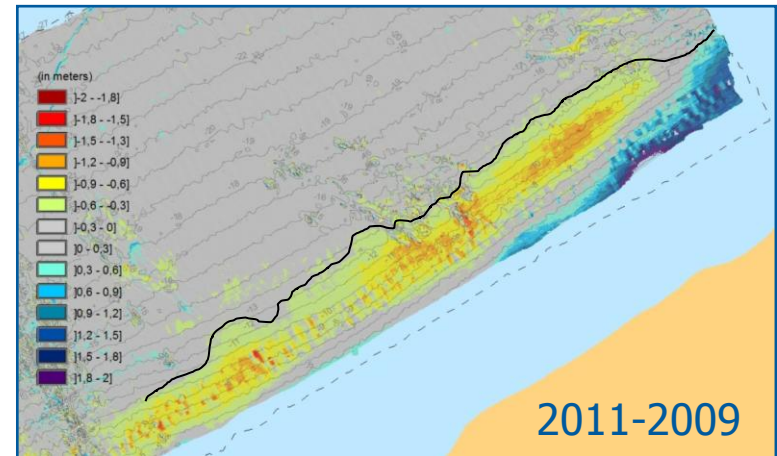 (in meters)
]-2 - -1,8]
]-1,8 - -1,5]
]-1,5 - -1,3]
]-1,2 - -0,9]
]-0,9 - -0,6]
]-0,6 - -0,3]
]-0,3 - 0]
]0 - 0,3]
]0,3 - 0,6]
]0,6 - 0,9]
]0,9 - 1,2]
]1,2 - 1,5]
]1,5 - 1,8]
]1,8 - 2]
2011-2009